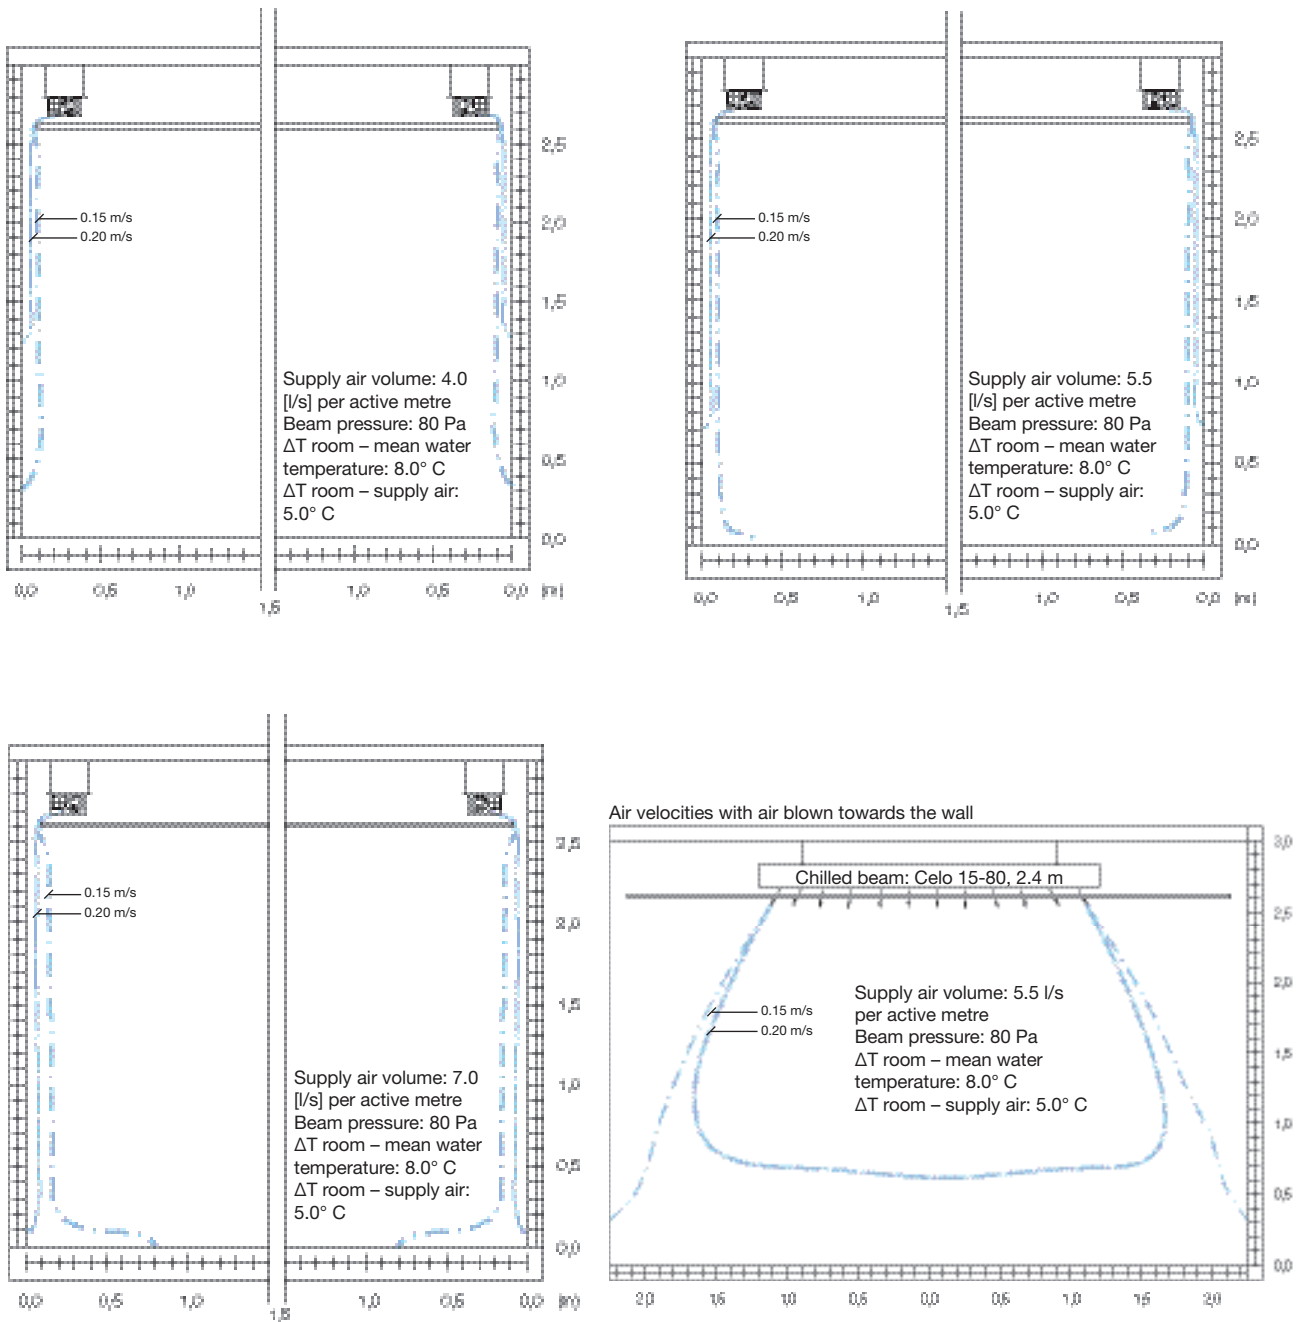 0.15 m/s
0.20 m/s
Supply air volume: 4.0
[l/s] per active metre
Beam pressure: 80 Pa
ΔT room – mean water
temperature: 8.0° C
ΔT room – supply air:
5.0° C
2,5
2,0
1,5
1,0
0,5
0,0
0,0 0,5 1,0 1,5 1,0 0,5 0,0 [m]
0.15 m/s
0.20 m/s
Supply air volume: 5.5
[l/s] per active metre
Beam pressure: 80 Pa
ΔT room – mean water
temperature: 8.0° C
ΔT room – supply air:
5.0° C
2,5
2,0
1,5
1,0
0,5
0,0
0,0 0,5 1,0 1,5 1,0 0,5 0,0 [m]
0.15 m/s
0.20 m/s
Supply air volume: 7.0
[l/s] per active metre
Beam pressure: 80 Pa
ΔT room – mean water
temperature: 8.0° C
ΔT room – supply air:
5.0° C
2,5
2,0
1,5
1,0
0,5
0,0
0,0 0,5 1,0 1,5 1,0 0,5 0,0 [m]
Air velocities with air blown towards the wall
Chilled beam: Celo 15-80, 2.4 m
0.15 m/s
0.20 m/s
Supply air volume: 5.5 l/s
per active metre
Beam pressure: 80 Pa
ΔT room – mean water
temperature: 8.0° C
ΔT room – supply air: 5.0° C
3,0
2,5
2,0
1,5
1,0
0,5
0,0
2,0 1,5 1,0 0,5 0,0 0,5 1,0 1,5 2,0